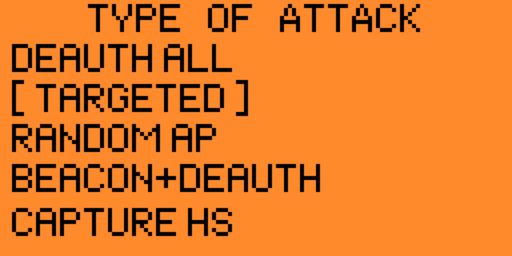 TYPE OF ATTACK
DEAUTH ALL
[ TARGETED ]
RANDOM AP
BEACON+DEAUTH
CAPTURE HS